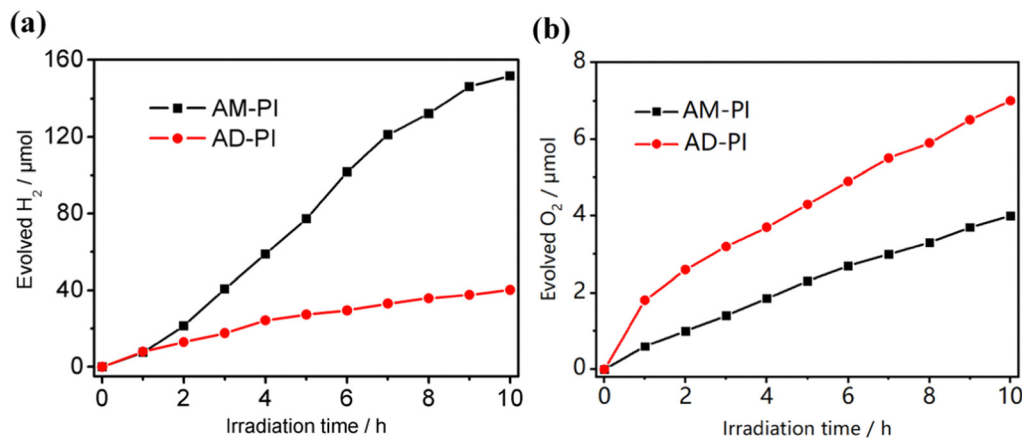 (a)
Evolved H₂ / μmol
160
120
80
40
0
AM-PI
AD-PI
0 2 4 6 8 10
Irradiation time / h
(b)
Evolved O₂ / μmol
8
6
4
2
0
AM-PI
AD-PI
0 2 4 6 8 10
Irradiation time / h